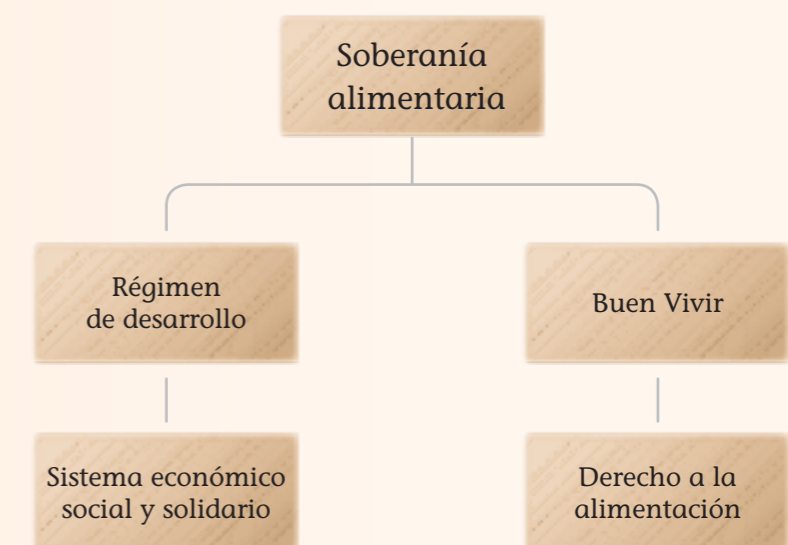 Soberanía
alimentaria
Régimen
de desarrollo
Buen Vivir
Sistema económico
social y solidario
Derecho a la
alimentación